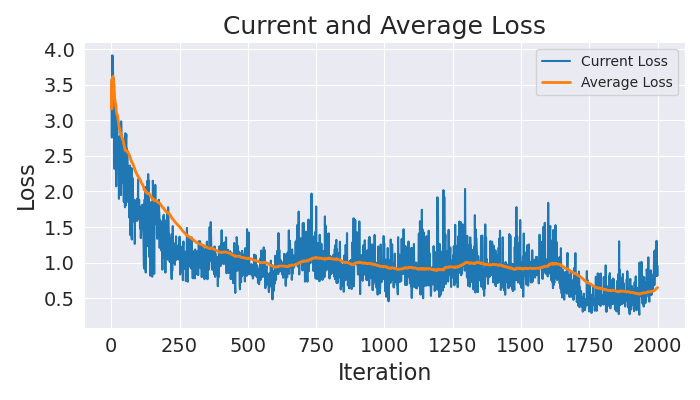 Current and Average Loss
Current Loss
Average Loss
Loss
4.0
3.5
3.0
2.5
2.0
1.5
1.0
0.5
0 250 500 750 1000 1250 1500 1750 2000
Iteration